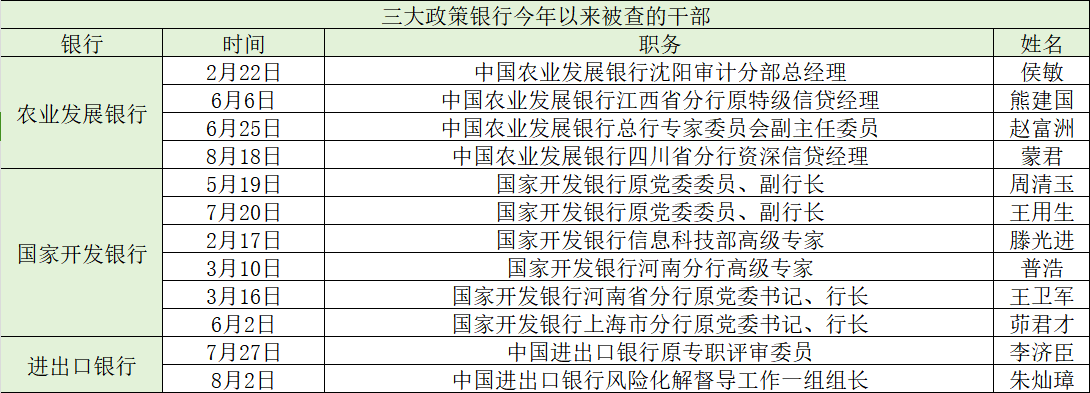 三大政策银行今年以来被查的干部
银行 时间 职务 姓名
农业发展银行 2月22日 中国农业发展银行沈阳审计分部总经理 侯敏
6月6日 中国农业发展银行江西省分行原特级信贷经理 熊建国
6月25日 中国农业发展银行总行专家委员会副主任委员 赵富洲
8月18日 中国农业发展银行四川省分行资深信贷经理 蒙君
国家开发银行 5月19日 国家开发银行原党委委员、副行长 周清玉
7月20日 国家开发银行原党委委员、副行长 王用生
2月17日 国家开发银行信息科技部高级专家 滕光进
3月10日 国家开发银行河南分行高级专家 普浩
3月16日 国家开发银行河南省分行原党委书记、行长 王卫军
6月2日 国家开发银行上海市分行原党委书记、行长 茆君才
进出口银行 7月27日 中国进出口银行原专职评审委员 李济臣
8月2日 中国进出口银行风险化解督导工作一组组长 朱灿璋